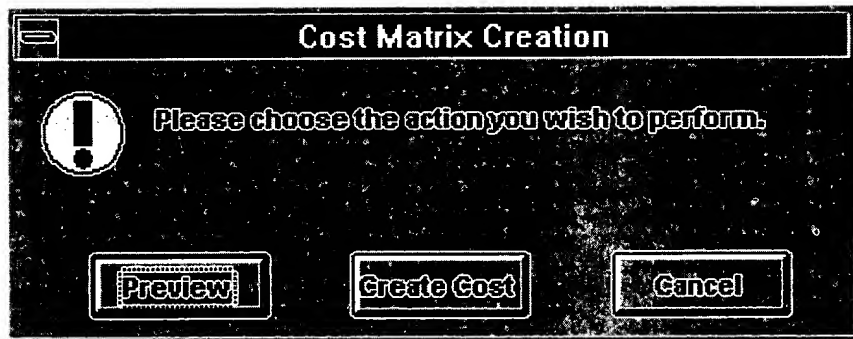 Cost Matrix Creation
Please choose the action you wish to perform.
Preview
Create Cost
Cancel